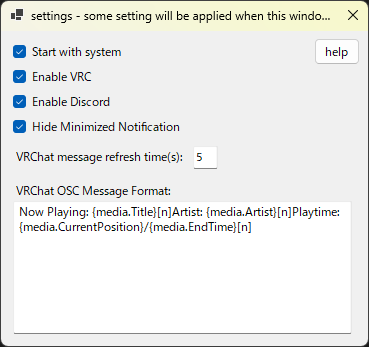 settings - some setting will be applied when this windo...
Start with system
help
Enable VRC
Enable Discord
Hide Minimized Notification
VRChat message refresh time(s): 5
VRChat OSC Message Format:
Now Playing: {media.Title}[n]Artist: {media.Artist}[n]Playtime:
{media.CurrentPosition}/{media.EndTime}[n]